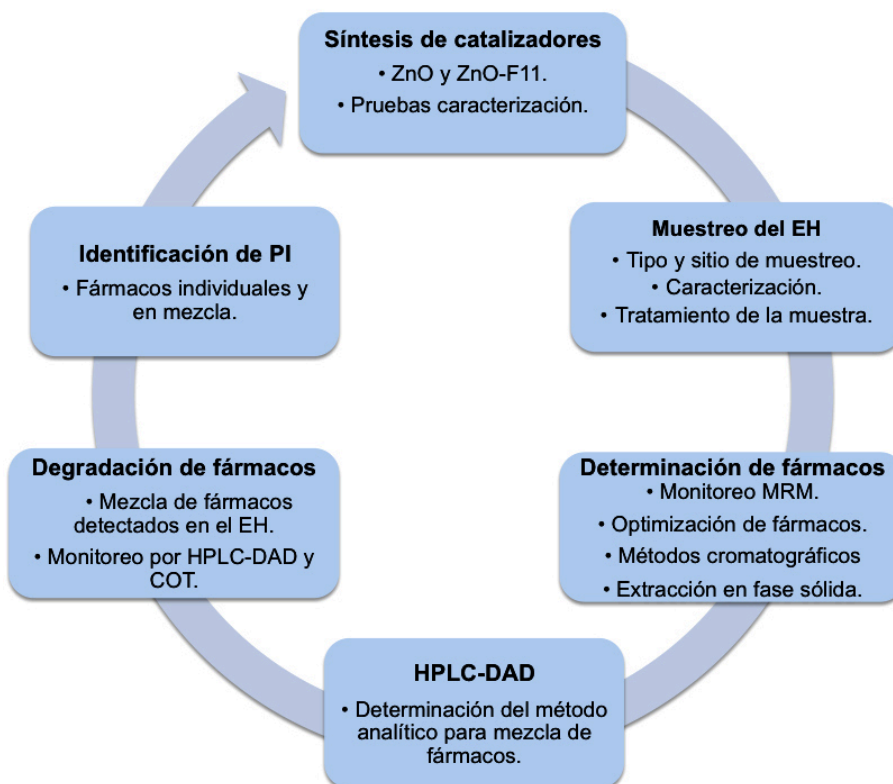 Síntesis de catalizadores
• ZnO y ZnO-F11.
• Pruebas caracterización.
Muestreo del EH
• Tipo y sitio de muestreo.
• Caracterización.
• Tratamiento de la muestra.
Determinación de fármacos
• Monitoreo MRM.
• Optimización de fármacos.
• Métodos cromatográficos
• Extracción en fase sólida.
HPLC-DAD
• Determinación del método
analítico para mezcla de
fármacos.
Degradación de fármacos
• Mezcla de fármacos
detectados en el EH.
• Monitoreo por HPLC-DAD y
COT.
Identificación de PI
• Fármacos individuales y
en mezcla.